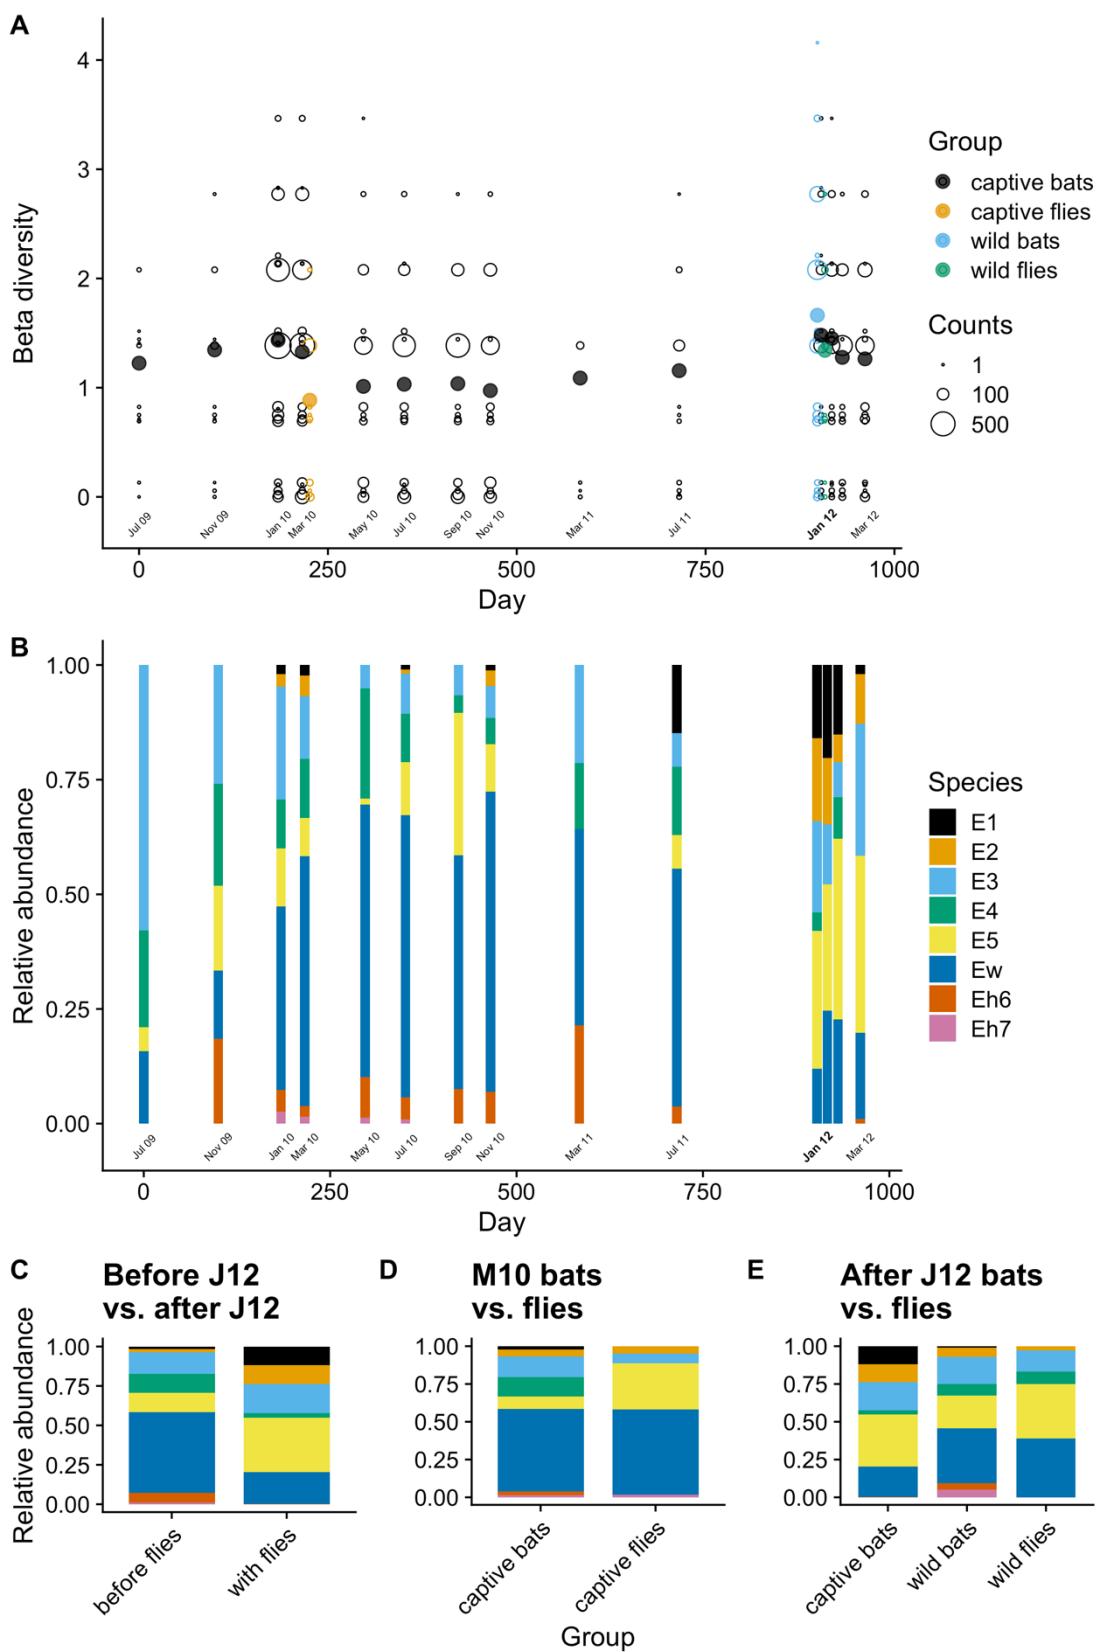 A
4
3
2
1
0
Beta diversity
Jul 09
Nov 09
Jan 10
Mar 10
May 10
Jul 10
Sep 10
Nov 10
Mar 11
Jul 11
Jan 12
Mar 12
0
250
500
750
1000
Day
Group
captive bats
captive flies
wild bats
wild flies
Counts
1
100
500
B
1.00
0.75
0.50
0.25
0.00
Relative abundance
Jul 09
Nov 09
Jan 10
Mar 10
May 10
Jul 10
Sep 10
Nov 10
Mar 11
Jul 11
Jan 12
Mar 12
0
250
500
750
1000
Day
Species
E1
E2
E3
E4
E5
Ew
Eh6
Eh7
C
Before J12
vs. after J12
1.00
0.75
0.50
0.25
0.00
Relative abundance
before flies
with flies
D
M10 bats
vs. flies
1.00
0.75
0.50
0.25
0.00
captive bats
captive flies
Group
E
After J12 bats
vs. flies
1.00
0.75
0.50
0.25
0.00
captive bats
wild bats
wild flies